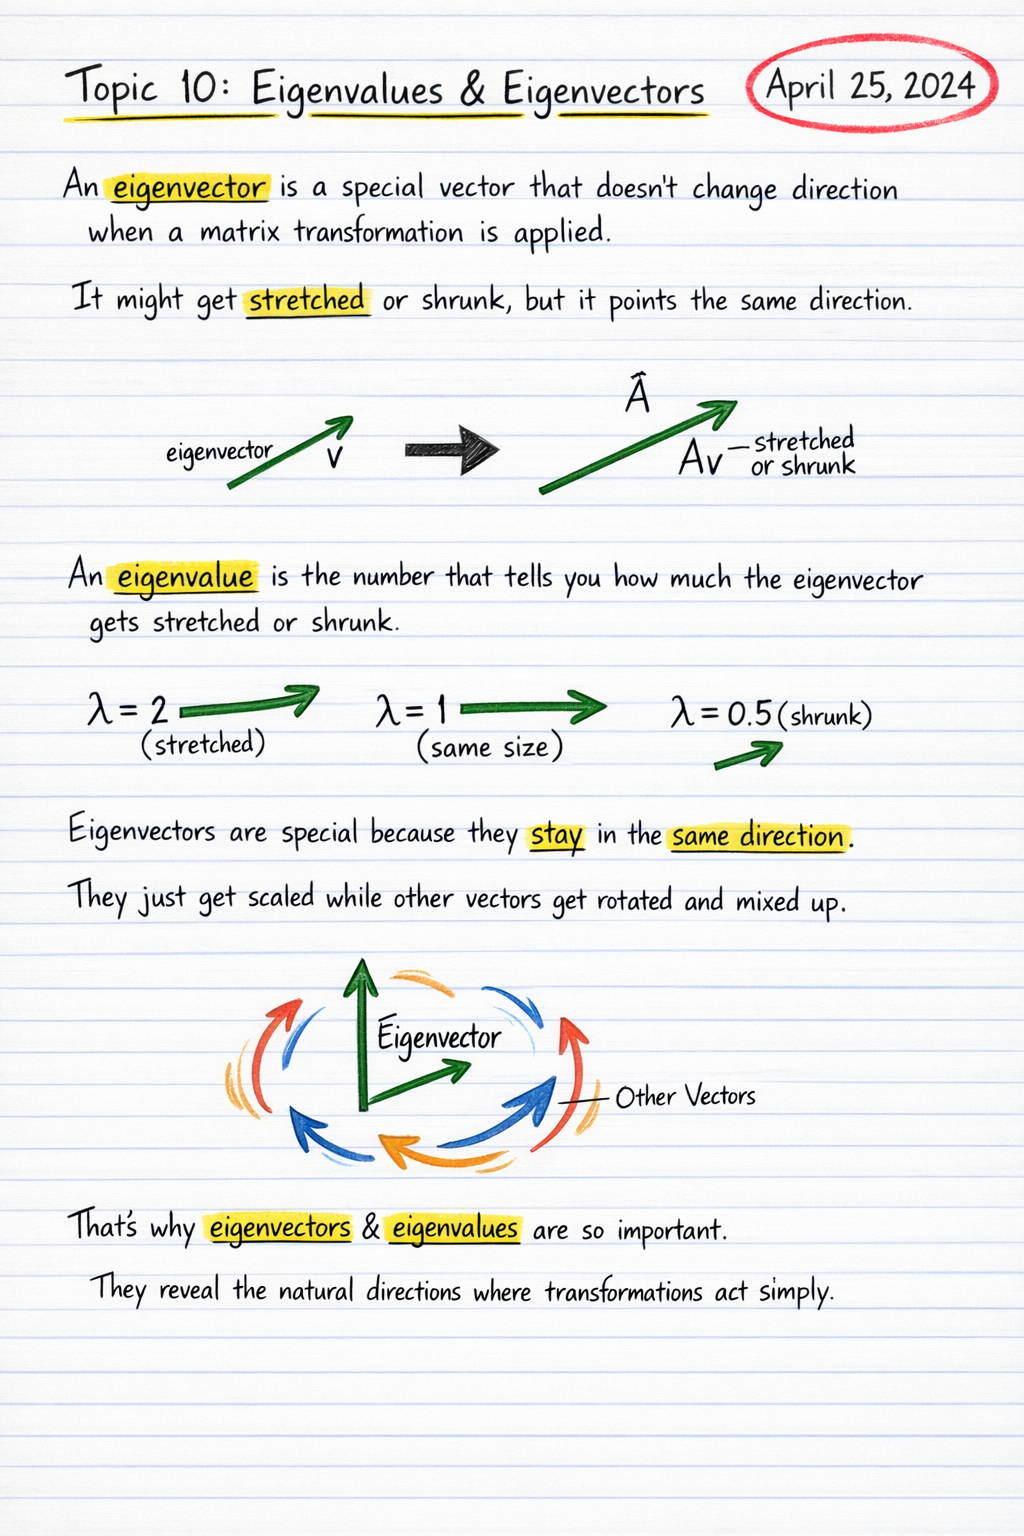 Topic 10: Eigenvalues & Eigenvectors
April 25, 2024
An eigenvector is a special vector that doesn't change direction
when a matrix transformation is applied.
It might get stretched or shrunk, but it points the same direction.
eigenvector
v
Â
Av – stretched
or shrunk
An eigenvalue is the number that tells you how much the eigenvector
gets stretched or shrunk.
λ = 2
(stretched)
λ = 1
(same size)
λ = 0.5 (shrunk)
Eigenvectors are special because they stay in the same direction.
They just get scaled while other vectors get rotated and mixed up.
Eigenvector
Other Vectors
That's why eigenvectors & eigenvalues are so important.
They reveal the natural directions where transformations act simply.